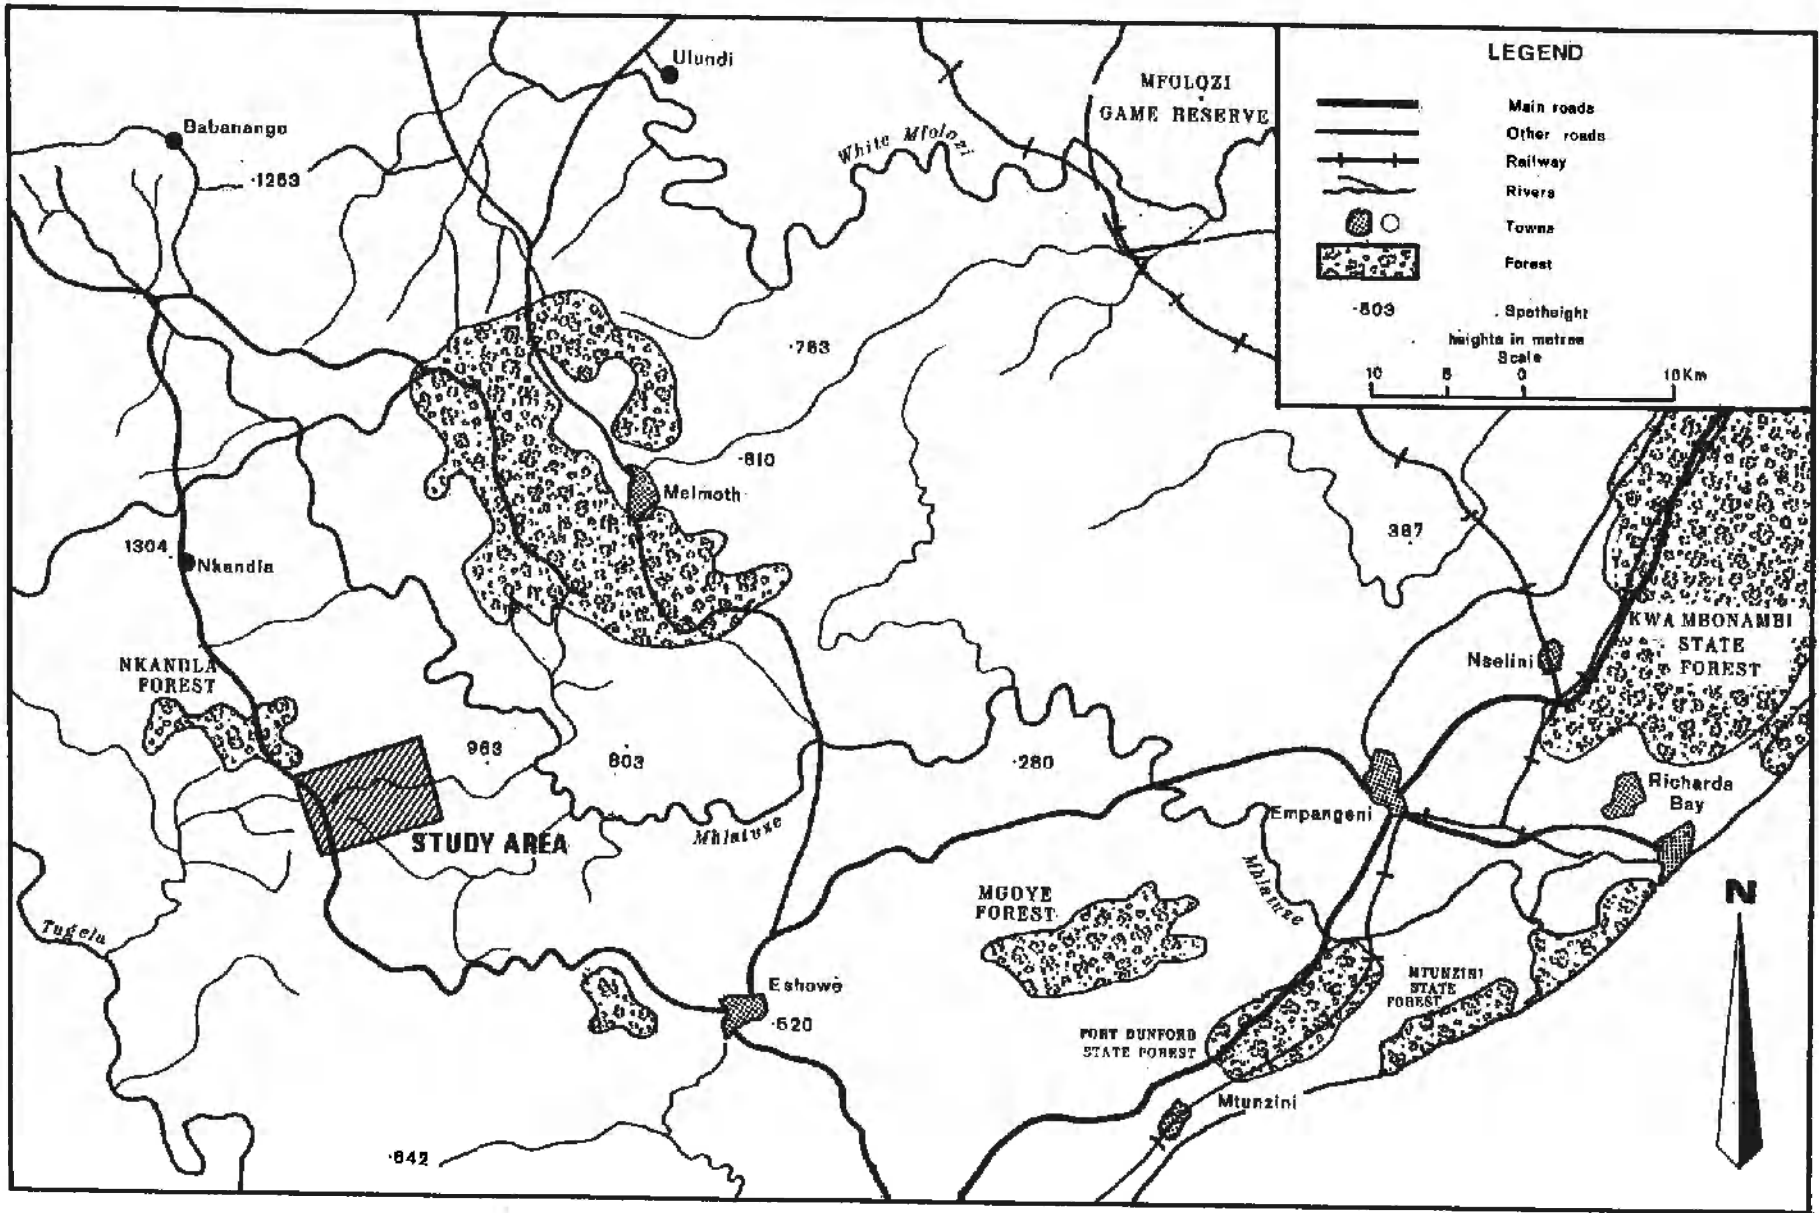 Ulundi
Babanango
·1263
White Mfolozi
MFOLOZI
GAME RESERVE
LEGEND
Main roads
Other roads
Railway
Rivers
Towns
Forest
·803
Spotheight
heights in metres
Scale
10 5 0 10Km
·763
·810
Melmoth
387
1304
Nkandla
NKANDLA
FOREST
963
803
·280
STUDY AREA
Mhlatuze
Nselini
KWA MBONAMBI
STATE
FOREST
Richards
Bay
Empangeni
Mhlatuze
MGOYE
FOREST
Tugela
Eshowe
·520
PORT DUNFORD
STATE FOREST
MTUNZINI
STATE
FOREST
Mtunzini
·642
N